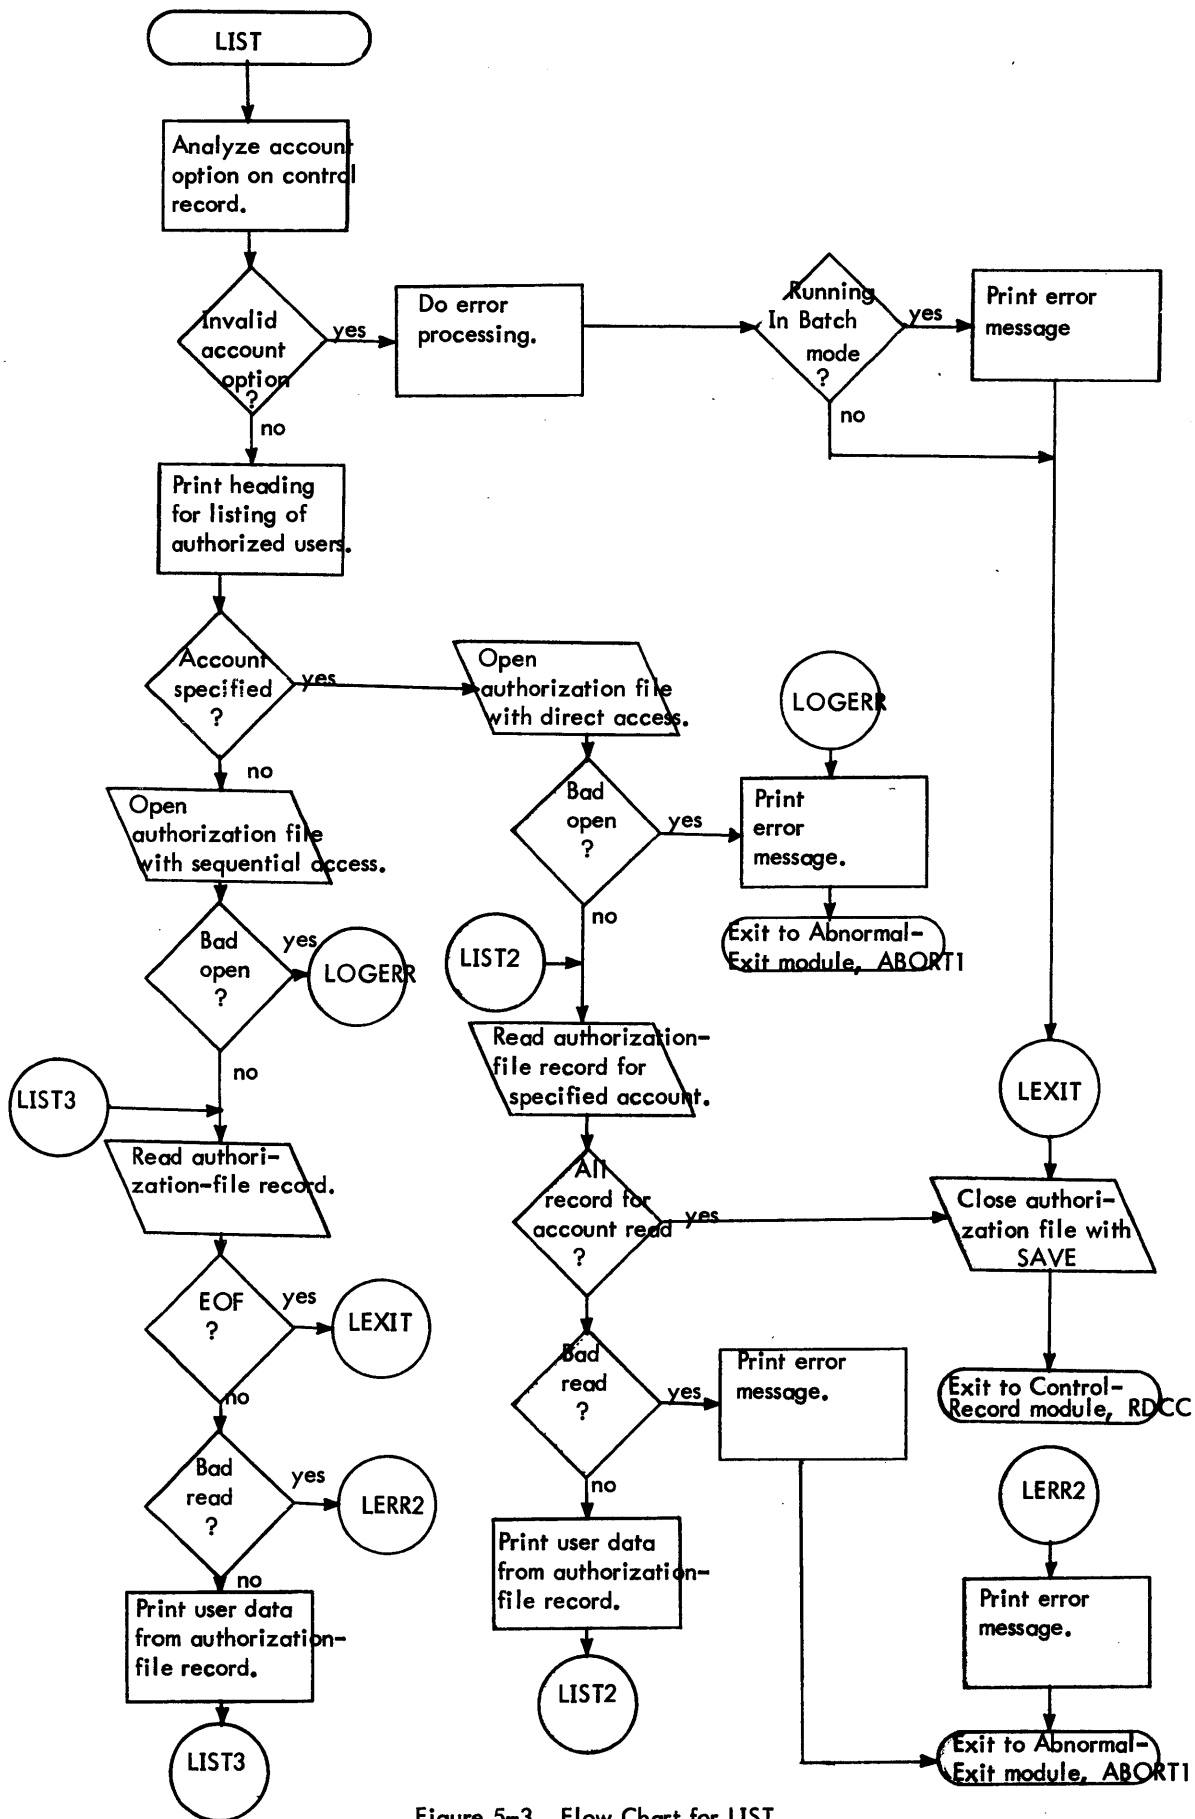 LIST
Analyze account
option on control
record.
Invalid
account
option
?
yes
Do error
processing.
Running
In Batch
mode
?
yes
Print error
message
no
no
Print heading
for listing of
authorized users.
Account
specified
?
yes
Open
authorization file
with direct access.
LOGERR
no
Open
authorization file
with sequential access.
Bad
open
?
yes
Print
error
message.
no
Exit to Abnormal-
Exit module, ABORT1
Bad
open
?
yes
LOGERR
LIST2
no
LIST3
Read authorization-
file record for
specified account.
LEXIT
Read authori-
zation-file record.
All
record for
account read
?
yes
Close authori-
zation file with
SAVE
EOF
?
yes
LEXIT
no
Bad
read
?
yes
Print error
message.
Exit to Control-
Record module, RDCC
Bad
read
?
yes
LERR2
no
LERR2
no
Print user data
from authorization-
file record.
Print user data
from authorization-
file record.
Print error
message.
LIST2
LIST3
Exit to Abnormal-
Exit module, ABORT1
Figure 5-3. Flow Chart for LIST